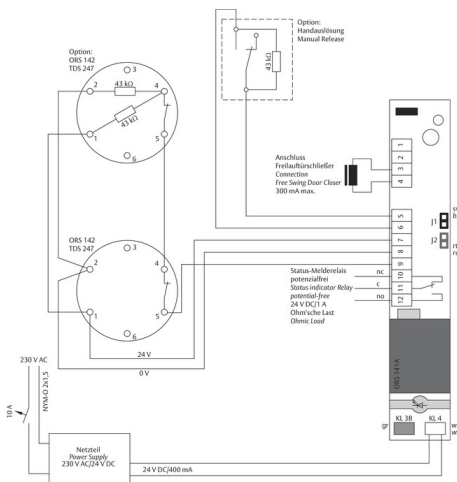 Option:
Handauslösung
Manual Release
43 kΩ
Option:
ORS 142
TDS 247
3
2
43 kΩ
4
43 kΩ
1
5
6
1
2
3
4
Anschluss
Freilauftürschließer
Connection
Free Swing Door Closer
300 mA max.
5
6
7
8
9
10
11
12
J1
J2
ORS 142
TDS 247
3
2
4
1
5
6
Status-Melderelais
potenzialfrei
Status indicator Relay
potential-free
24 V DC/1 A
Ohm'sche Last
Ohmic Load
nc
c
no
24 V
0 V
230 V AC
NYM-O 2x1,5
10 A
ORS 141A
gr
KL 3B
KL 4
w
w
Netzteil
Power Supply
230 V AC/24 V DC
24 V DC/400 mA